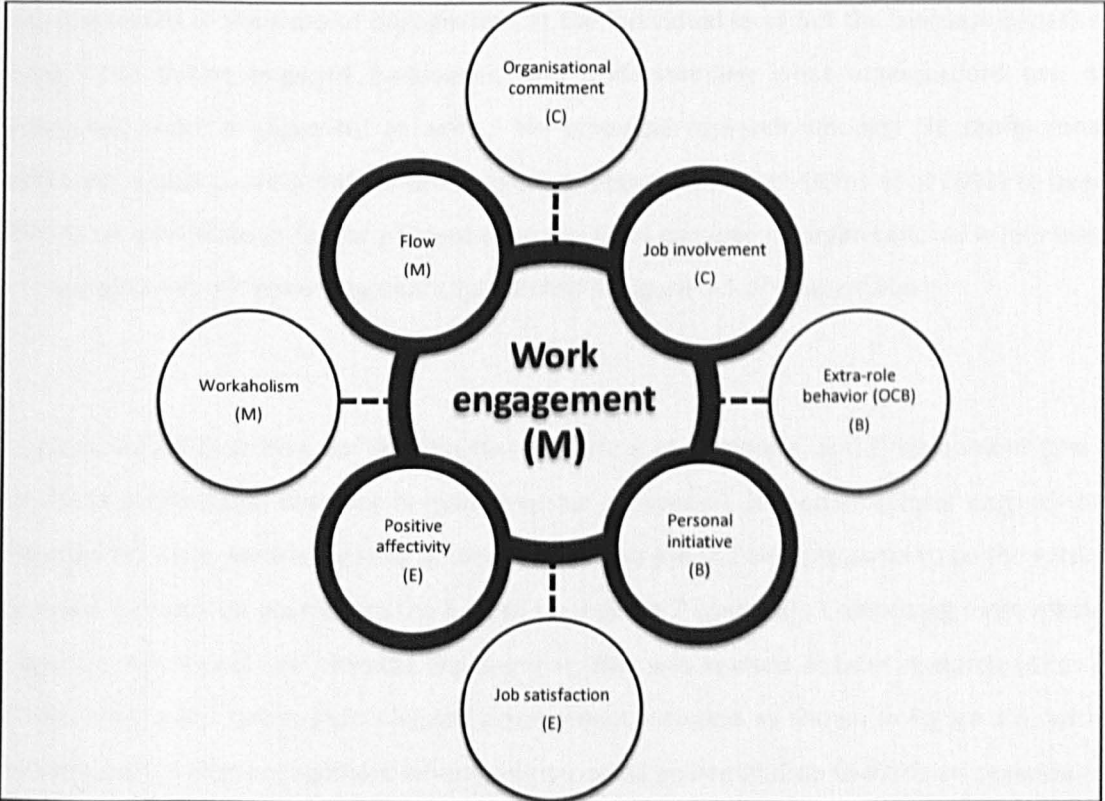 Organisational
commitment
(C)
Flow
(M)
Job involvement
(C)
Workaholism
(M)
Work
engagement
(M)
Extra-role
behavior (OCB)
(B)
Positive
affectivity
(E)
Personal
initiative
(B)
Job satisfaction
(E)